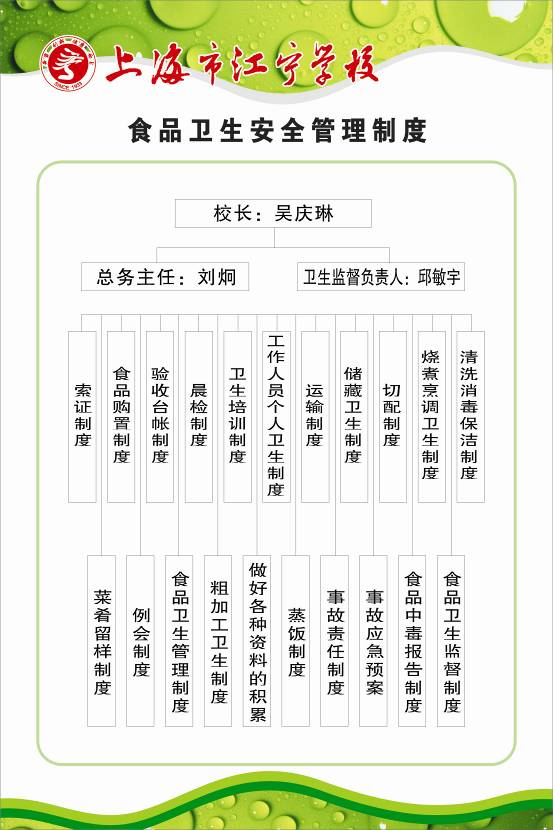 上海市江宁学校
SINCE 1933
食品卫生安全管理制度
校长：吴庆琳
总务主任：刘炯
卫生监督负责人：邱敏宇
索证制度
食品购置制度
验收台帐制度
晨检制度
卫生培训制度
工作人员个人卫生制度
运输制度
储藏卫生制度
切配制度
烧煮烹调卫生制度
清洗消毒保洁制度
菜肴留样制度
例会制度
食品卫生管理制度
粗加工卫生制度
做好各种资料的积累
蒸饭制度
事故责任制度
事故应急预案
食品中毒报告制度
食品卫生监督制度